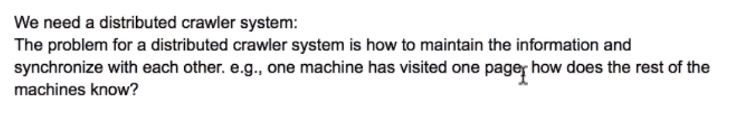 We need a distributed crawler system:
The problem for a distributed crawler system is how to maintain the information and
synchronize with each other. e.g., one machine has visited one page, how does the rest of the
machines know?